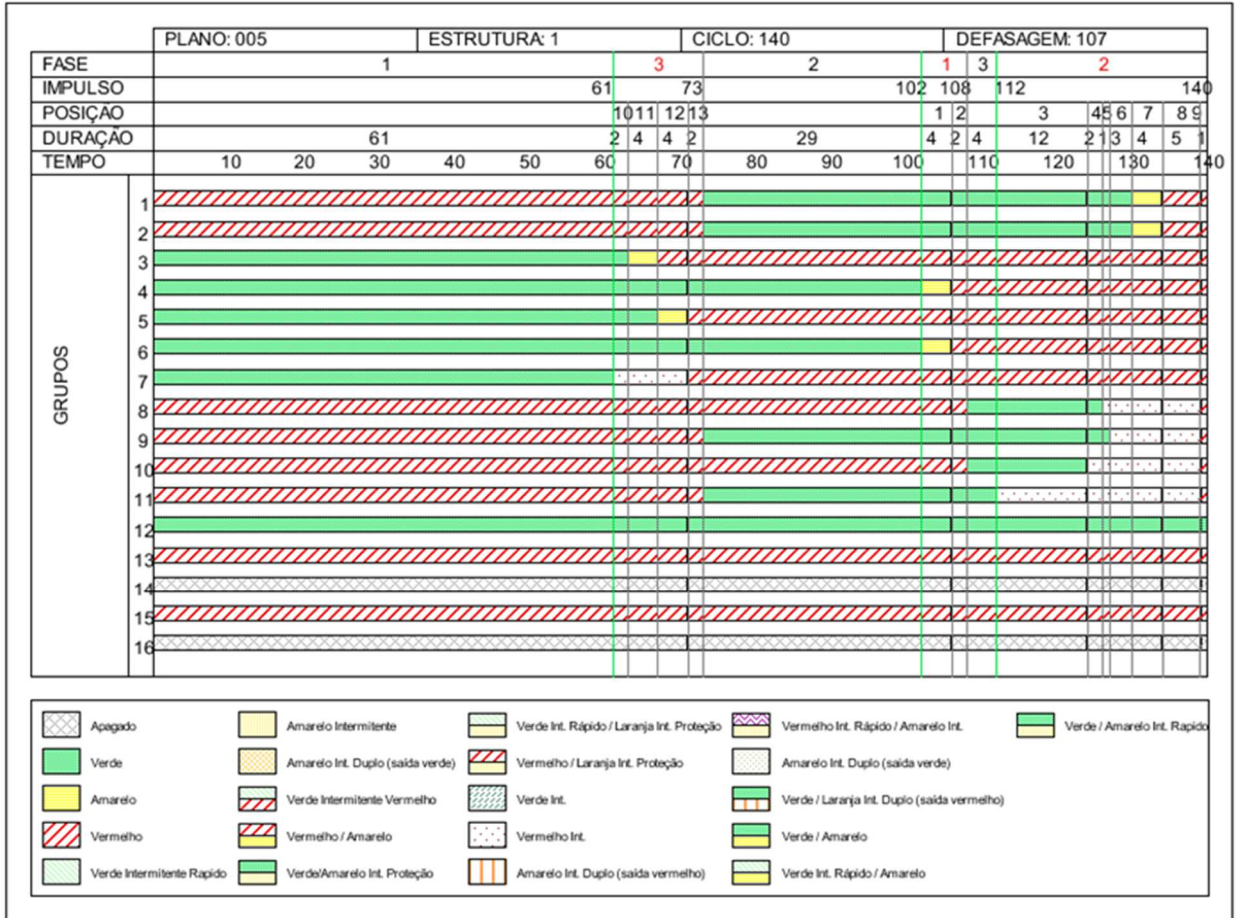 PLANO: 005 ESTRUTURA: 1 CICLO: 140 DEFASAGEM: 107
FASE 1 3 2 1 3 2
IMPULSO 61 73 102 108 112 140
POSIÇÃO 10 11 12 13 1 2 3 4 5 6 7 8 9
DURAÇÃO 61 2 4 4 2 29 4 2 4 12 2 1 3 4 5 1
TEMPO 10 20 30 40 50 60 70 80 90 100 110 120 130 140
GRUPOS
1
2
3
4
5
6
7
8
9
10
11
12
13
14
15
16
Apagado Amarelo Intermitente Verde Int. Rápido / Laranja Int. Proteção Vermelho Int. Rápido / Amarelo Int. Verde / Amarelo Int. Rapido
Verde Amarelo Int. Duplo (saída verde) Vermelho / Laranja Int. Proteção Amarelo Int. Duplo (saída verde)
Amarelo Verde Intermitente Vermelho Verde Int. Verde / Laranja Int. Duplo (saída vermelho)
Vermelho Vermelho / Amarelo Vermelho Int. Verde / Amarelo
Verde Intermitente Rapido Verde/Amarelo Int. Proteção Amarelo Int. Duplo (saída vermelho) Verde Int. Rápido / Amarelo